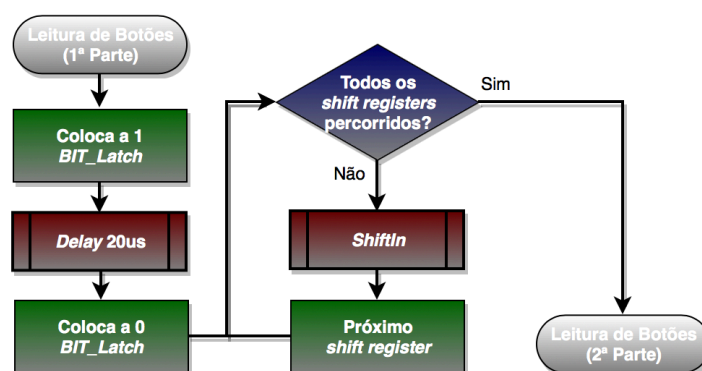 Leitura de Botões
(1ª Parte)
Coloca a 1
BIT_Latch
Delay 20us
Coloca a 0
BIT_Latch
Todos os
shift registers
percorridos?
Sim
Não
ShiftIn
Próximo
shift register
Leitura de Botões
(2ª Parte)